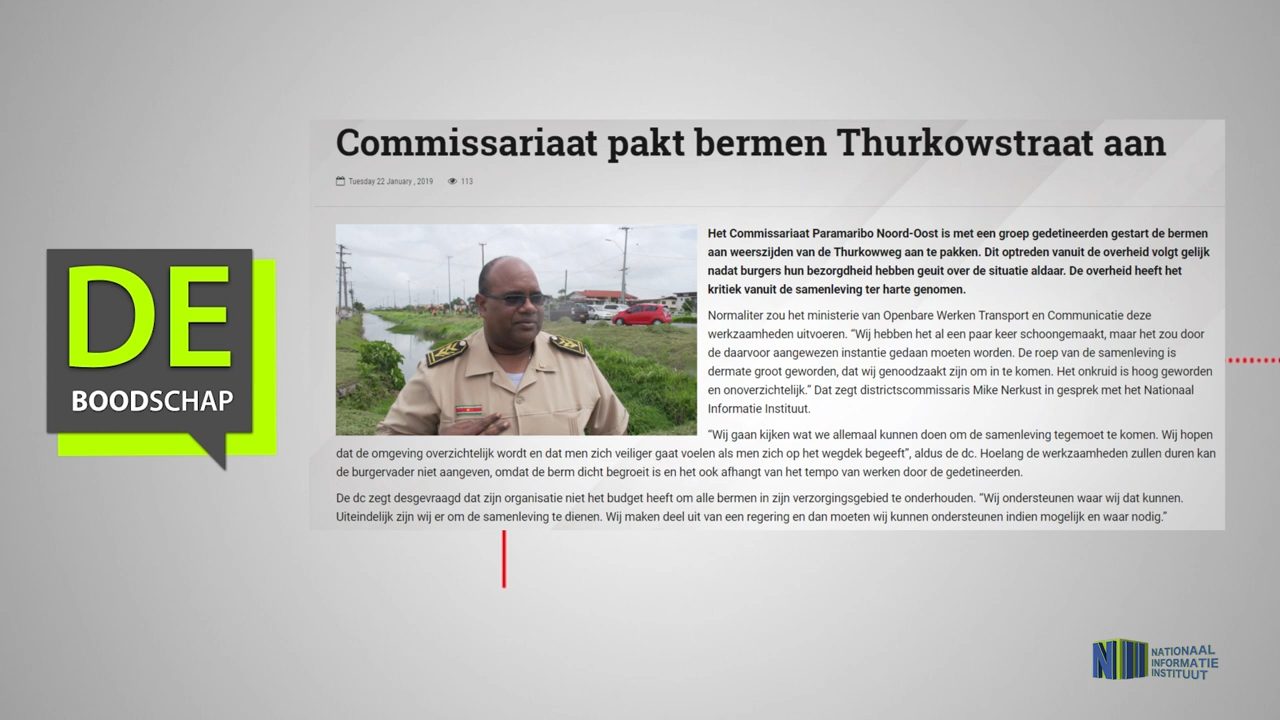 Commissariaat pakt bermen Thurkowstraat aan
Tuesday 22 January , 2019 113
DE
BOODSCHAP
Het Commissariaat Paramaribo Noord-Oost is met een groep gedetineerden gestart de bermen
aan weerszijden van de Thurkowweg aan te pakken. Dit optreden vanuit de overheid volgt gelijk
nadat burgers hun bezorgdheid hebben geuit over de situatie aldaar. De overheid heeft het
kritiek vanuit de samenleving ter harte genomen.
Normaliter zou het ministerie van Openbare Werken Transport en Communicatie deze
werkzaamheden uitvoeren. “Wij hebben het al een paar keer schoongemaakt, maar het zou door
de daarvoor aangewezen instantie gedaan moeten worden. De roep van de samenleving is
dermate groot geworden, dat wij genoodzaakt zijn om in te komen. Het onkruid is hoog geworden
en onoverzichtelijk.” Dat zegt districtscommissaris Mike Nerkust in gesprek met het Nationaal
Informatie Instituut.
“Wij gaan kijken wat we allemaal kunnen doen om de samenleving tegemoet te komen. Wij hopen
dat de omgeving overzichtelijk wordt en dat men zich veiliger gaat voelen als men zich op het wegdek begeeft”, aldus de dc. Hoelang de werkzaamheden zullen duren kan
de burgervader niet aangeven, omdat de berm dicht begroeit is en het ook afhangt van het tempo van werken door de gedetineerden.
De dc zegt desgevraagd dat zijn organisatie niet het budget heeft om alle bermen in zijn verzorgingsgebied te onderhouden. “Wij ondersteunen waar wij dat kunnen.
Uiteindelijk zijn wij er om de samenleving te dienen. Wij maken deel uit van een regering en dan moeten wij kunnen ondersteunen indien mogelijk en waar nodig.”
NII
NATIONAAL
INFORMATIE
INSTITUUT